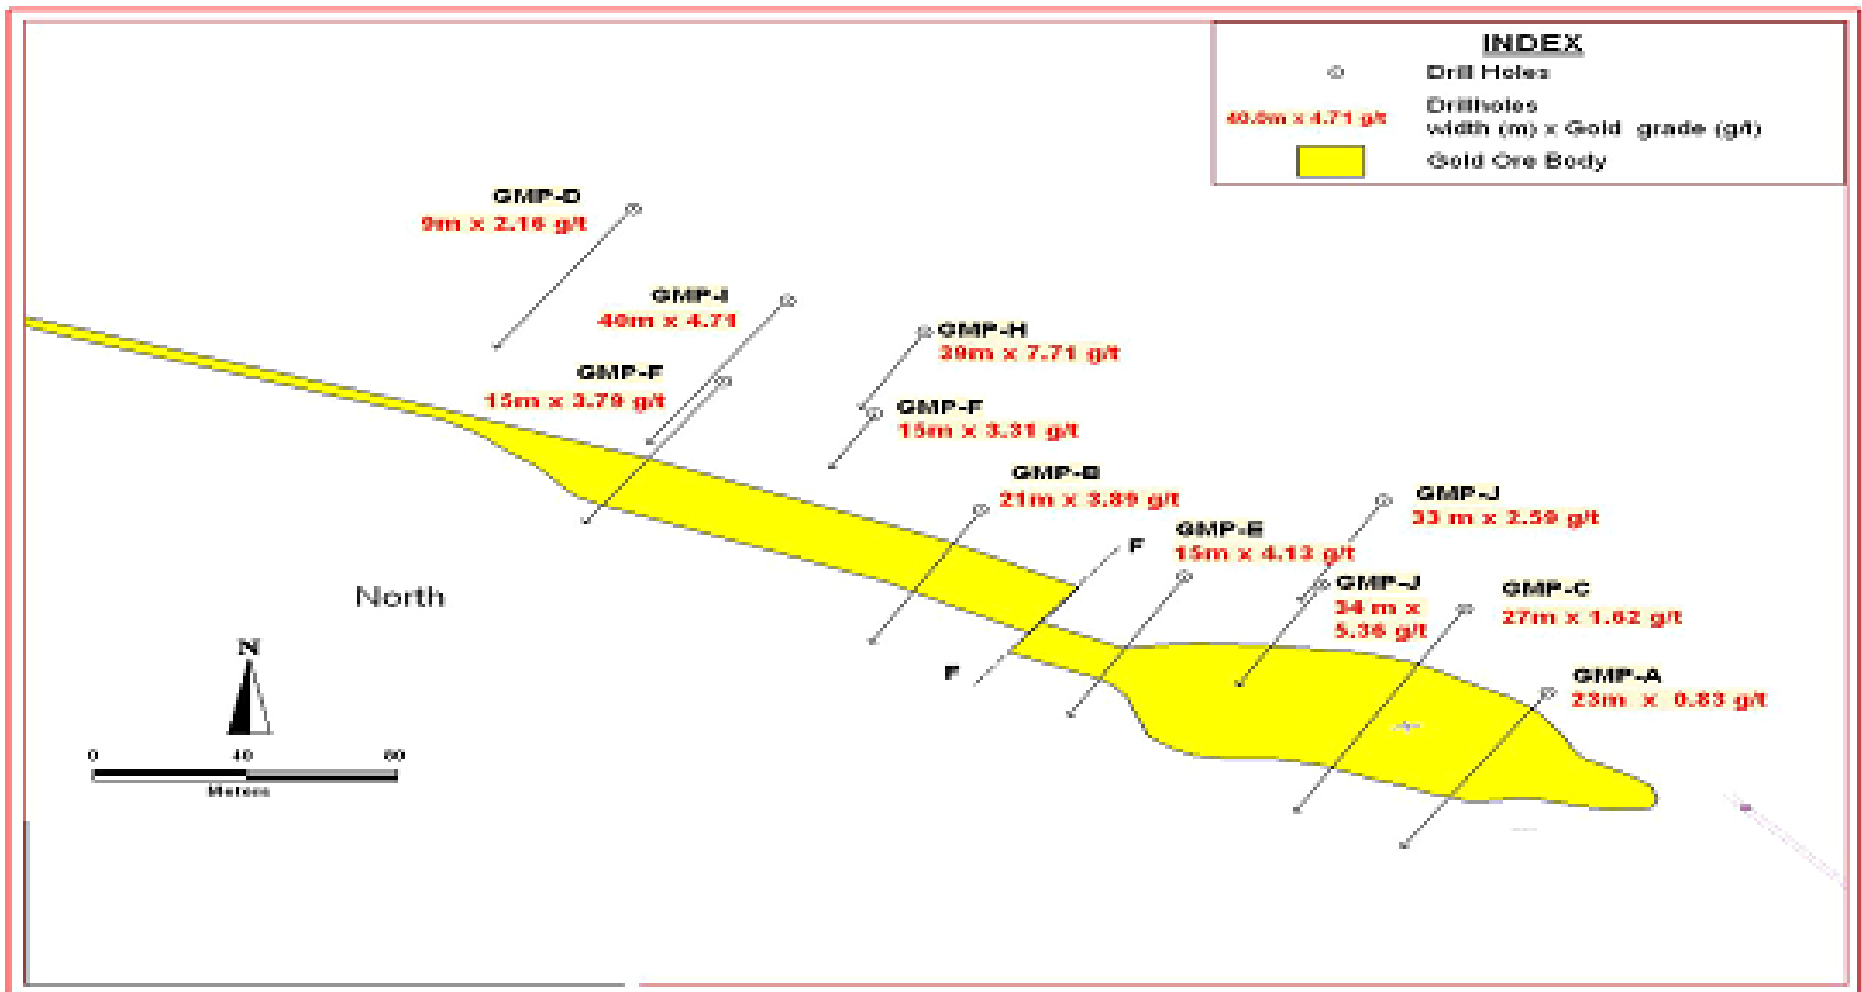 INDEX
Drill Holes
40.0m x 4.71 g/t
Drillholes
width (m) x Gold grade (g/t)
Gold Ore Body
GMP-D
9m x 2.16 g/t
GMP-I
40m x 4.71
GMP-H
39m x 7.71 g/t
GMP-F
15m x 3.79 g/t
GMP-F
15m x 3.31 g/t
GMP-B
21m x 3.89 g/t
GMP-J
33 m x 2.59 g/t
GMP-E
15m x 4.13 g/t
F
GMP-J
34 m x
5.36 g/t
GMP-C
27m x 1.62 g/t
F
GMP-A
23m x 0.83 g/t
North
N
0
40
80
Meters